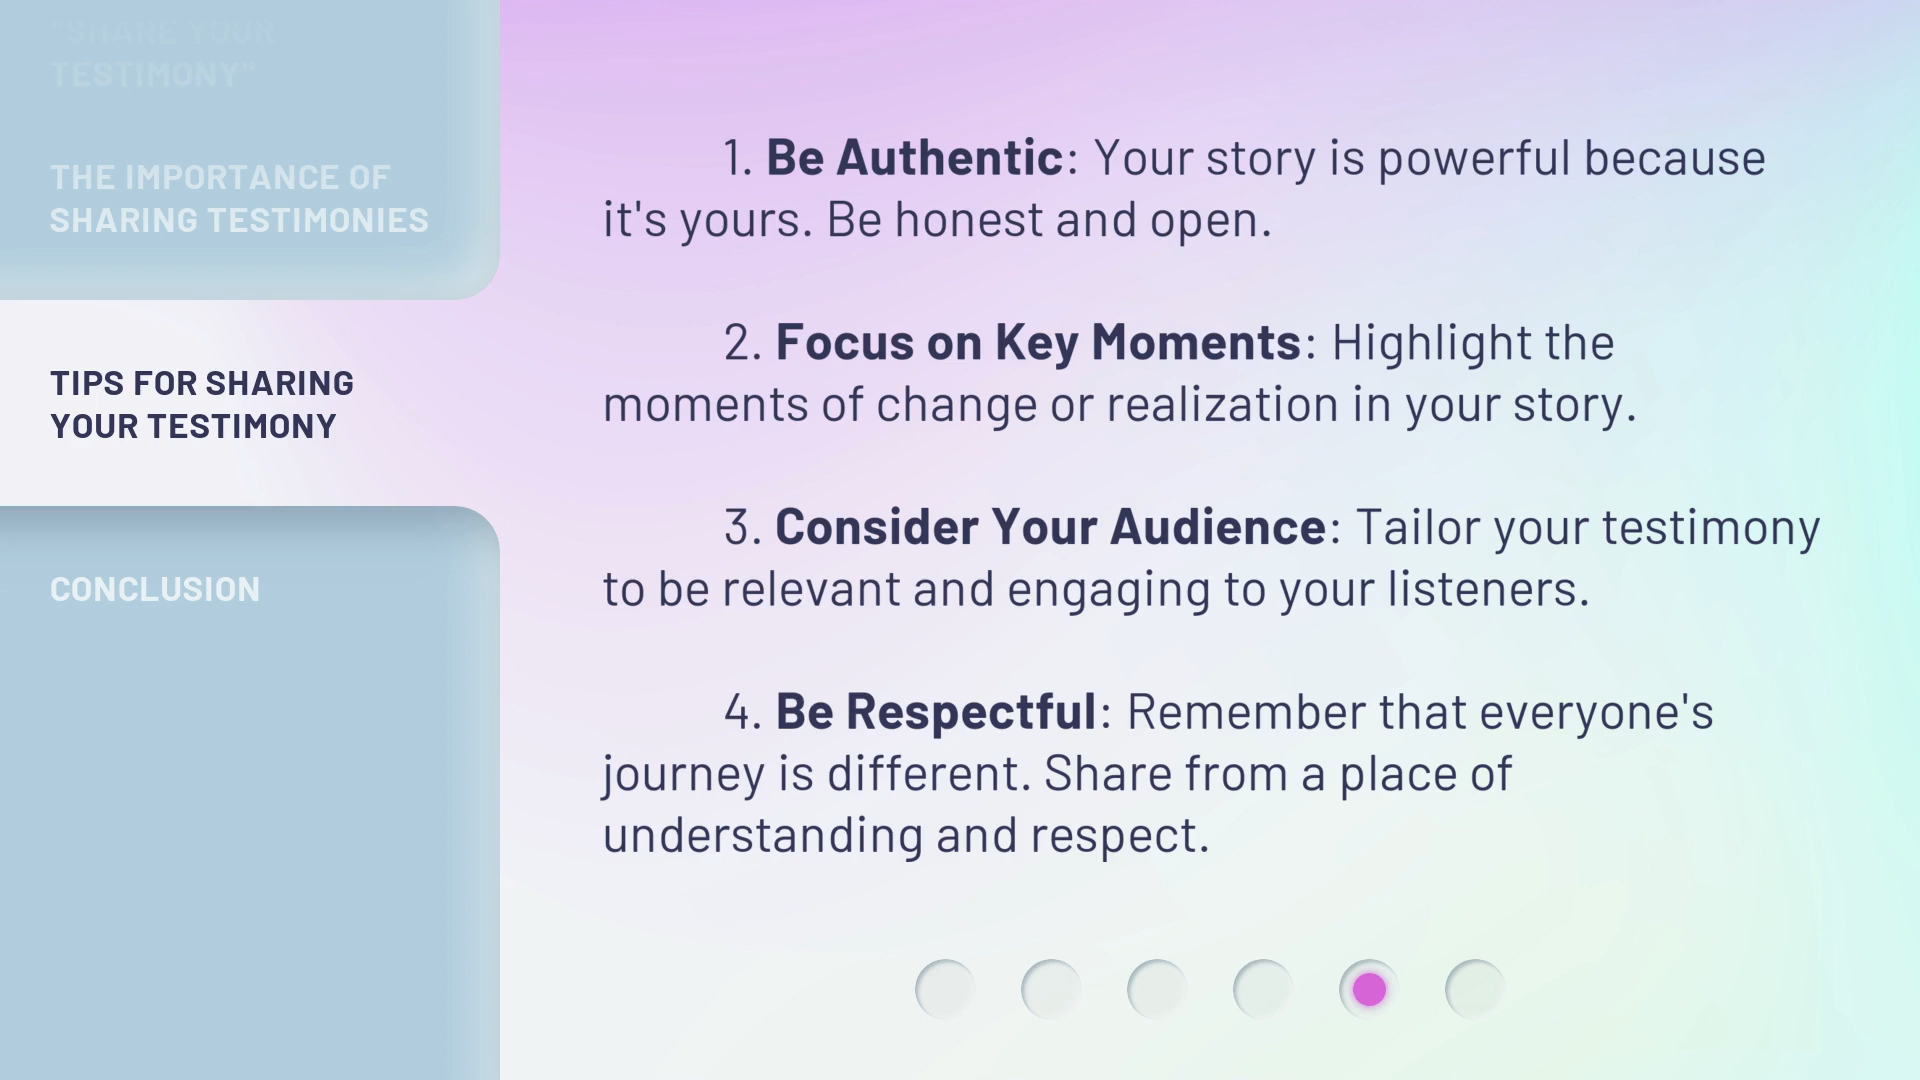 "SHARE YOUR
TESTIMONY"
THE IMPORTANCE OF
SHARING TESTIMONIES
TIPS FOR SHARING
YOUR TESTIMONY
CONCLUSION
1. Be Authentic: Your story is powerful because
it's yours. Be honest and open.
2. Focus on Key Moments: Highlight the
moments of change or realization in your story.
3. Consider Your Audience: Tailor your testimony
to be relevant and engaging to your listeners.
4. Be Respectful: Remember that everyone's
journey is different. Share from a place of
understanding and respect.